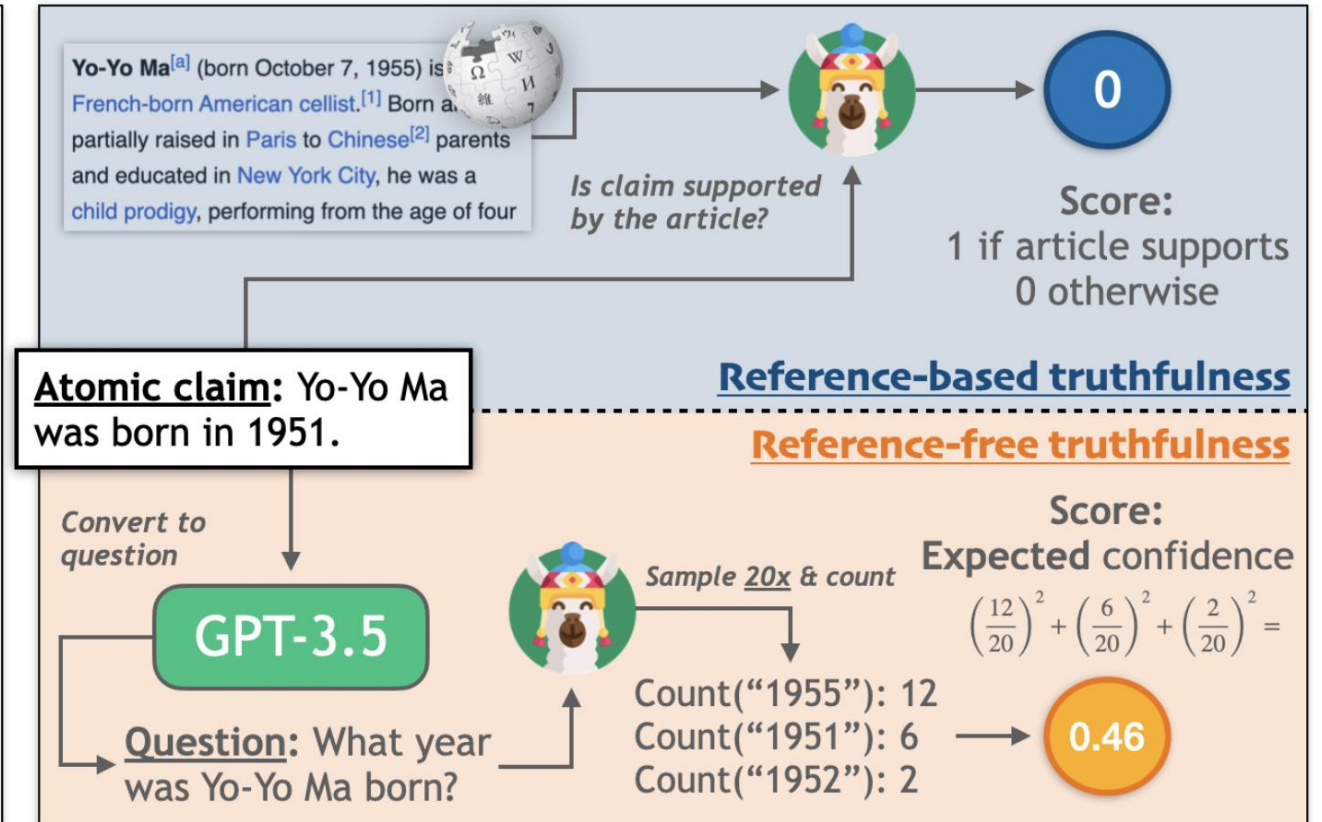 Yo-Yo Ma[a] (born October 7, 1955) is
French-born American cellist.[1] Born a
partially raised in Paris to Chinese[2] parents
and educated in New York City, he was a
child prodigy, performing from the age of four
Ω W И 維 7
Is claim supported
by the article?
0
Score:
1 if article supports
0 otherwise
Reference-based truthfulness
Atomic claim: Yo-Yo Ma
was born in 1951.
Reference-free truthfulness
Convert to
question
GPT-3.5
Question: What year
was Yo-Yo Ma born?
Sample 20x & count
Count("1955"): 12
Count("1951"): 6
Count("1952"): 2
Score:
Expected confidence
(12/20)² + (6/20)² + (2/20)² =
0.46